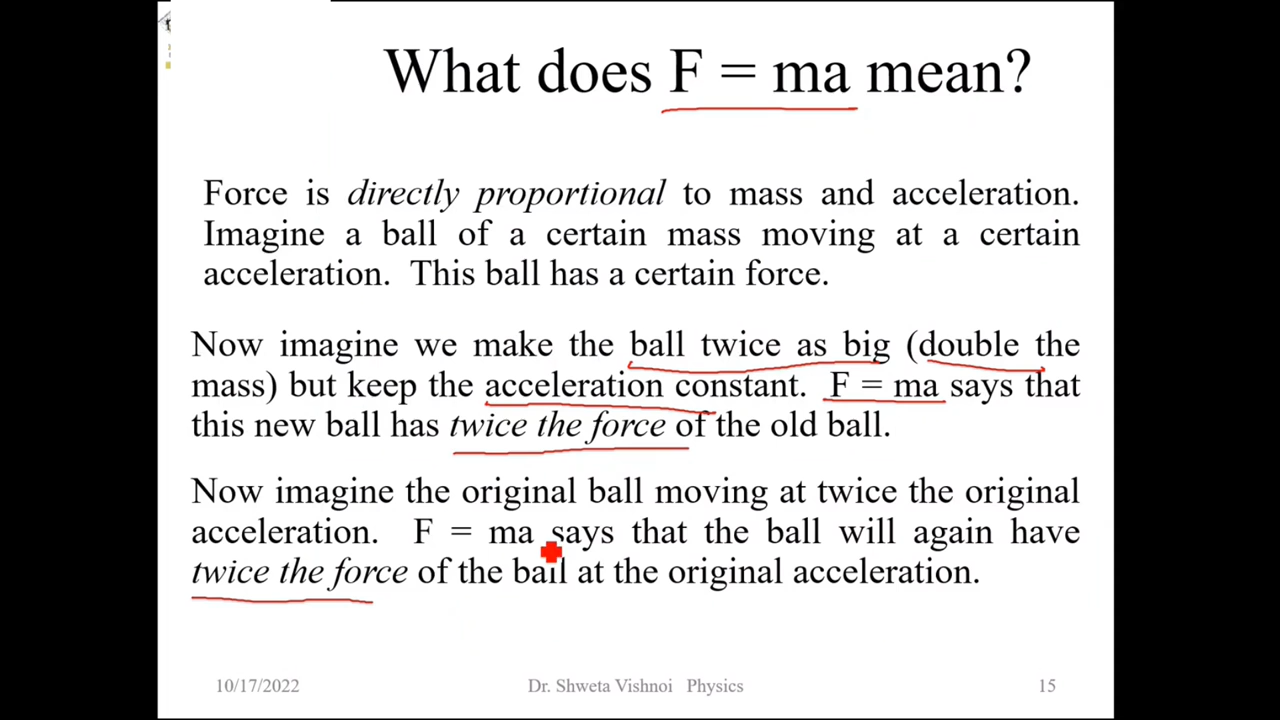 What does F = ma mean?
Force is directly proportional to mass and acceleration.
Imagine a ball of a certain mass moving at a certain
acceleration. This ball has a certain force.
Now imagine we make the ball twice as big (double the
mass) but keep the acceleration constant. F = ma says that
this new ball has twice the force of the old ball.
Now imagine the original ball moving at twice the original
acceleration. F = ma says that the ball will again have
twice the force of the ball at the original acceleration.
10/17/2022 Dr. Shweta Vishnoi Physics 15